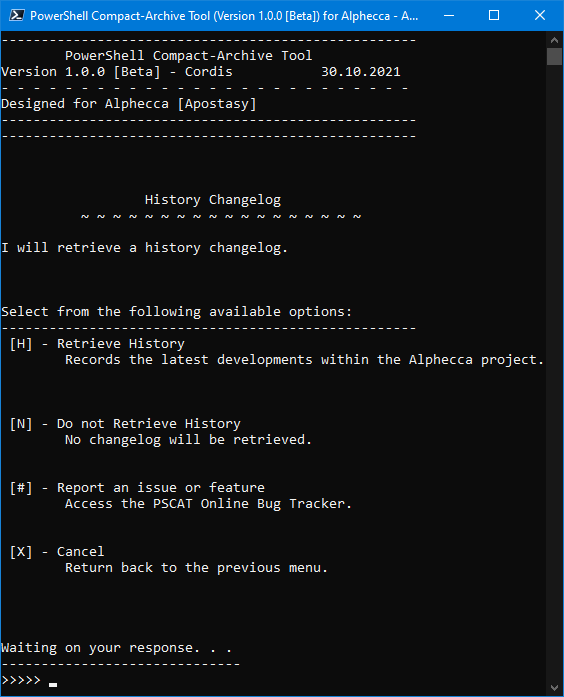 PowerShell Compact-Archive Tool (Version 1.0.0 [Beta]) for Alphecca - A...
------------------------------------------------------
PowerShell Compact-Archive Tool
Version 1.0.0 [Beta] - Cordis 30.10.2021
- - - - - - - - - - - - - - - - - - - - - - - - - -
Designed for Alphecca [Apostasy]
----------------------------------------------------
----------------------------------------------------
History Changelog
~ ~ ~ ~ ~ ~ ~ ~ ~ ~ ~ ~ ~ ~ ~ ~ ~ ~
I will retrieve a history changelog.
Select from the following available options:
----------------------------------------------------
[H] - Retrieve History
Records the latest developments within the Alphecca project.
[N] - Do not Retrieve History
No changelog will be retrieved.
[#] - Report an issue or feature
Access the PSCAT Online Bug Tracker.
[X] - Cancel
Return back to the previous menu.
Waiting on your response. . .
------------------------------
>>>>> _